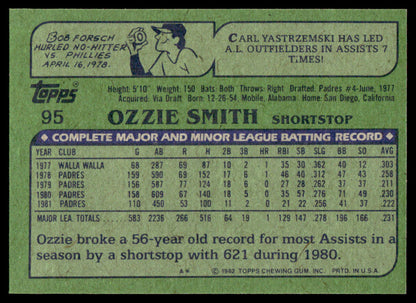 BOB FORSCH
HURLED NO-HITTER
VS PHILLIES
APRIL 16, 1978.
CARL YASTRZEMSKI HAS LED
A.L. OUTFIELDERS IN ASSISTS 7
TIMES!
TOPPS
Height: 5'10" Weight: 150 Bats: Both Throws: Right Drafted: Padres #4-June, 1977
Acquired: Via Draft Born: 12-26-54, Mobile, Alabama Home: San Diego, California
95 OZZIE SMITH SHORTSTOP
COMPLETE MAJOR AND MINOR LEAGUE BATTING RECORD
YEAR CLUB G AB R H 2B 3B HR RBI SB SLG BB SO AVG
1977 WALLA WALLA 68 287 69 87 10 2 1 35 30 .362 40 12 .303
1978 PADRES 159 590 69 152 17 6 1 46 40 .312 47 43 .258
1979 PADRES 156 587 77 124 18 6 0 27 28 .262 37 37 .211
1980 PADRES 158 609 67 140 18 5 0 35 57 .276 71 49 .230
1981 PADRES 110 450 53 100 11 2 0 21 22 .256 41 37 .222
MAJOR LEA. TOTALS 583 2236 266 516 64 19 1 129 147 .278 196 166 .231
Ozzie broke a 56-year old record for most Assists in a
season by a shortstop with 621 during 1980.
A* © 1982 TOPPS CHEWING GUM, INC. PRTD. IN U.S.A.